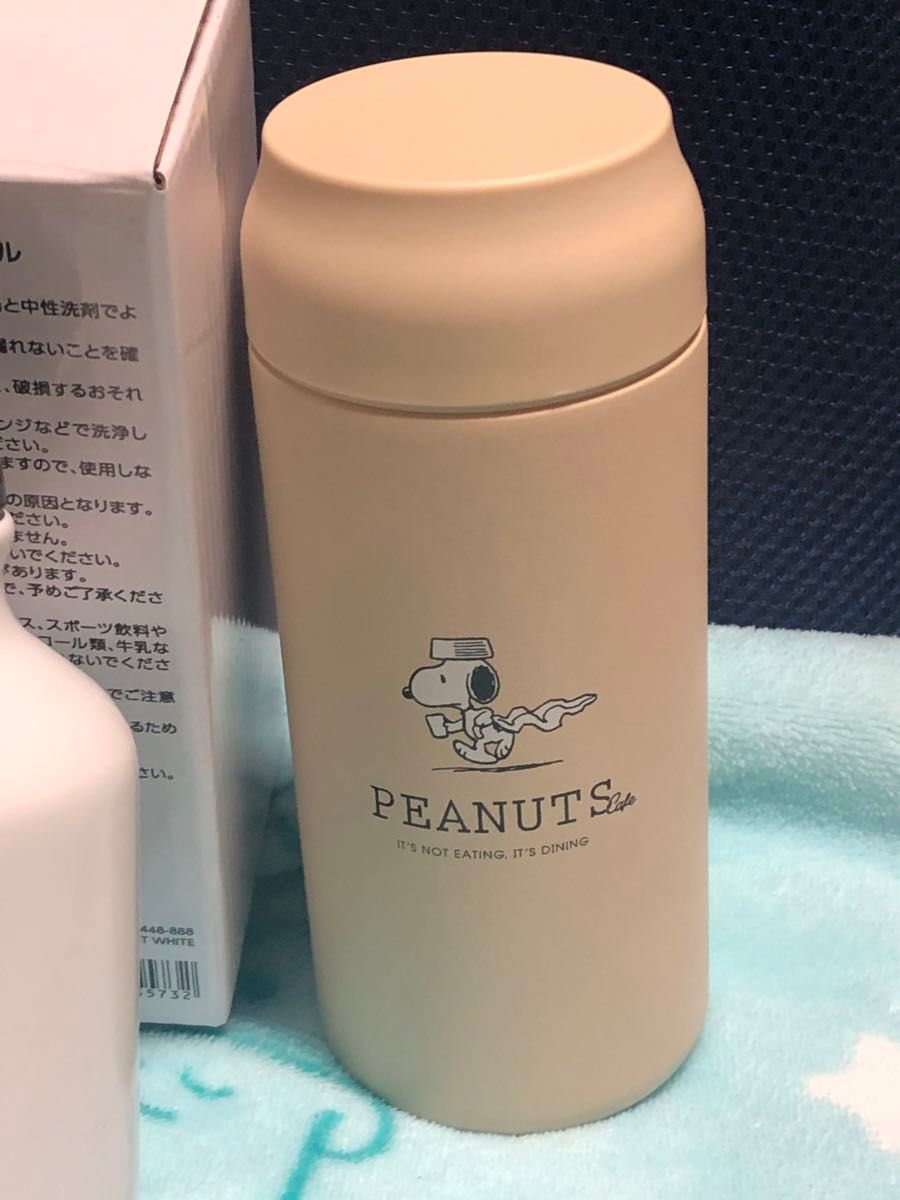 ル
と中性洗剤でよ
漏れないことを確
、破損するおそれ
ンジなどで洗浄し
ださい。
ますので、使用しな
の原因となります。
ださい。
ません。
いでください。
があります。
で、予めご了承くださ
ス、スポーツ飲料や
コール類、牛乳な
ないでくださ
でご注意
るため
さい。
448-888
T WHITE
5732
PEANUTS Cafe
IT'S NOT EATING, IT'S DINING